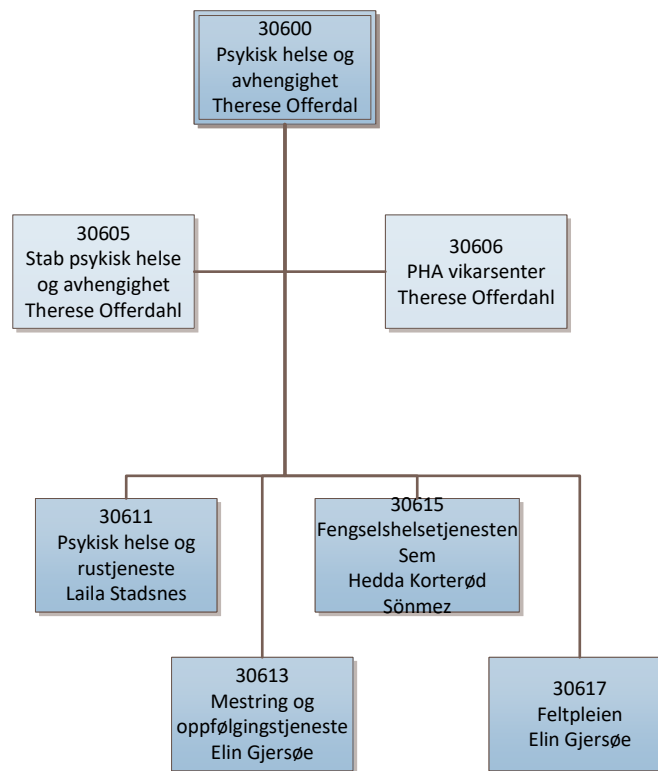 30600
Psykisk helse og
avhengighet
Therese Offerdal
30605
Stab psykisk helse
og avhengighet
Therese Offerdahl
30606
PHA vikarsenter
Therese Offerdahl
30611
Psykisk helse og
rustjeneste
Laila Stadsnes
30615
Fengselshelsetjenesten
Sem
Hedda Korterød
Sönmez
30613
Mestring og
oppfølgingstjeneste
Elin Gjersøe
30617
Feltpleien
Elin Gjersøe